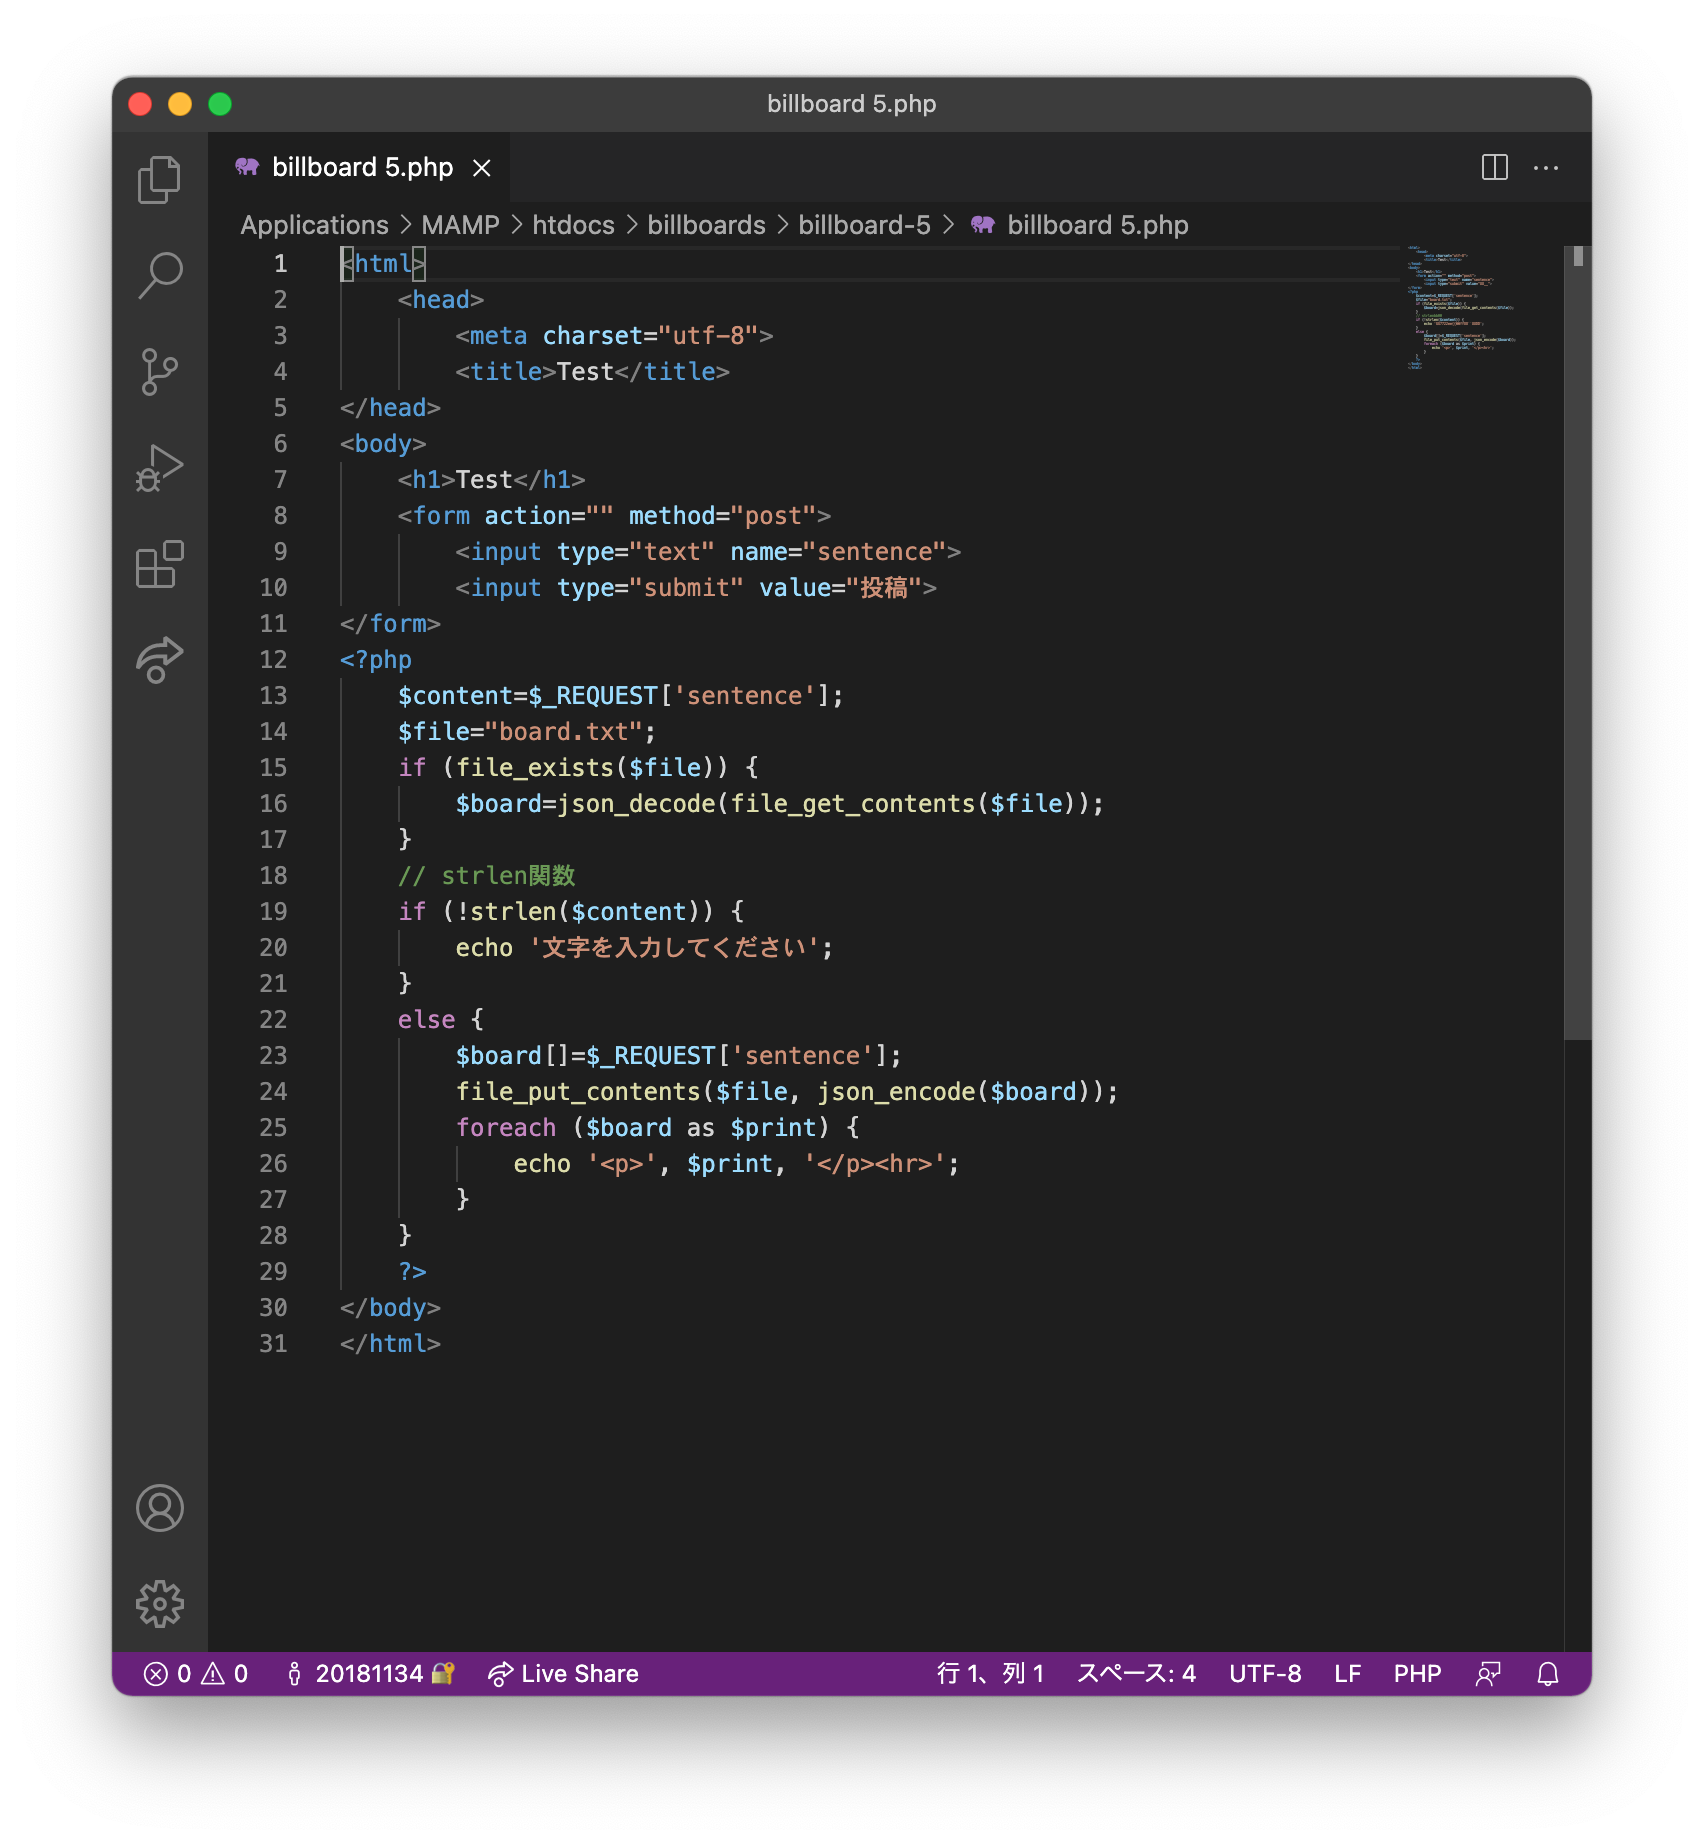 billboard 5.php
billboard 5.php
Applications > MAMP > htdocs > billboards > billboard-5 > billboard 5.php
1 <html>
2     <head>
3         <meta charset="utf-8">
4         <title>Test</title>
5 </head>
6 <body>
7     <h1>Test</h1>
8     <form action="" method="post">
9         <input type="text" name="sentence">
10         <input type="submit" value="投稿">
11 </form>
12 <?php
13     $content=$_REQUEST['sentence'];
14     $file="board.txt";
15     if (file_exists($file)) {
16         $board=json_decode(file_get_contents($file));
17     }
18     // strlen関数
19     if (!strlen($content)) {
20         echo '文字を入力してください';
21     }
22     else {
23         $board[]=$_REQUEST['sentence'];
24         file_put_contents($file, json_encode($board));
25         foreach ($board as $print) {
26             echo '<p>', $print, '</p><hr>';
27         }
28     }
29     ?>
30 </body>
31 </html>
0 0 20181134 Live Share 行 1、列 1 スペース: 4 UTF-8 LF PHP